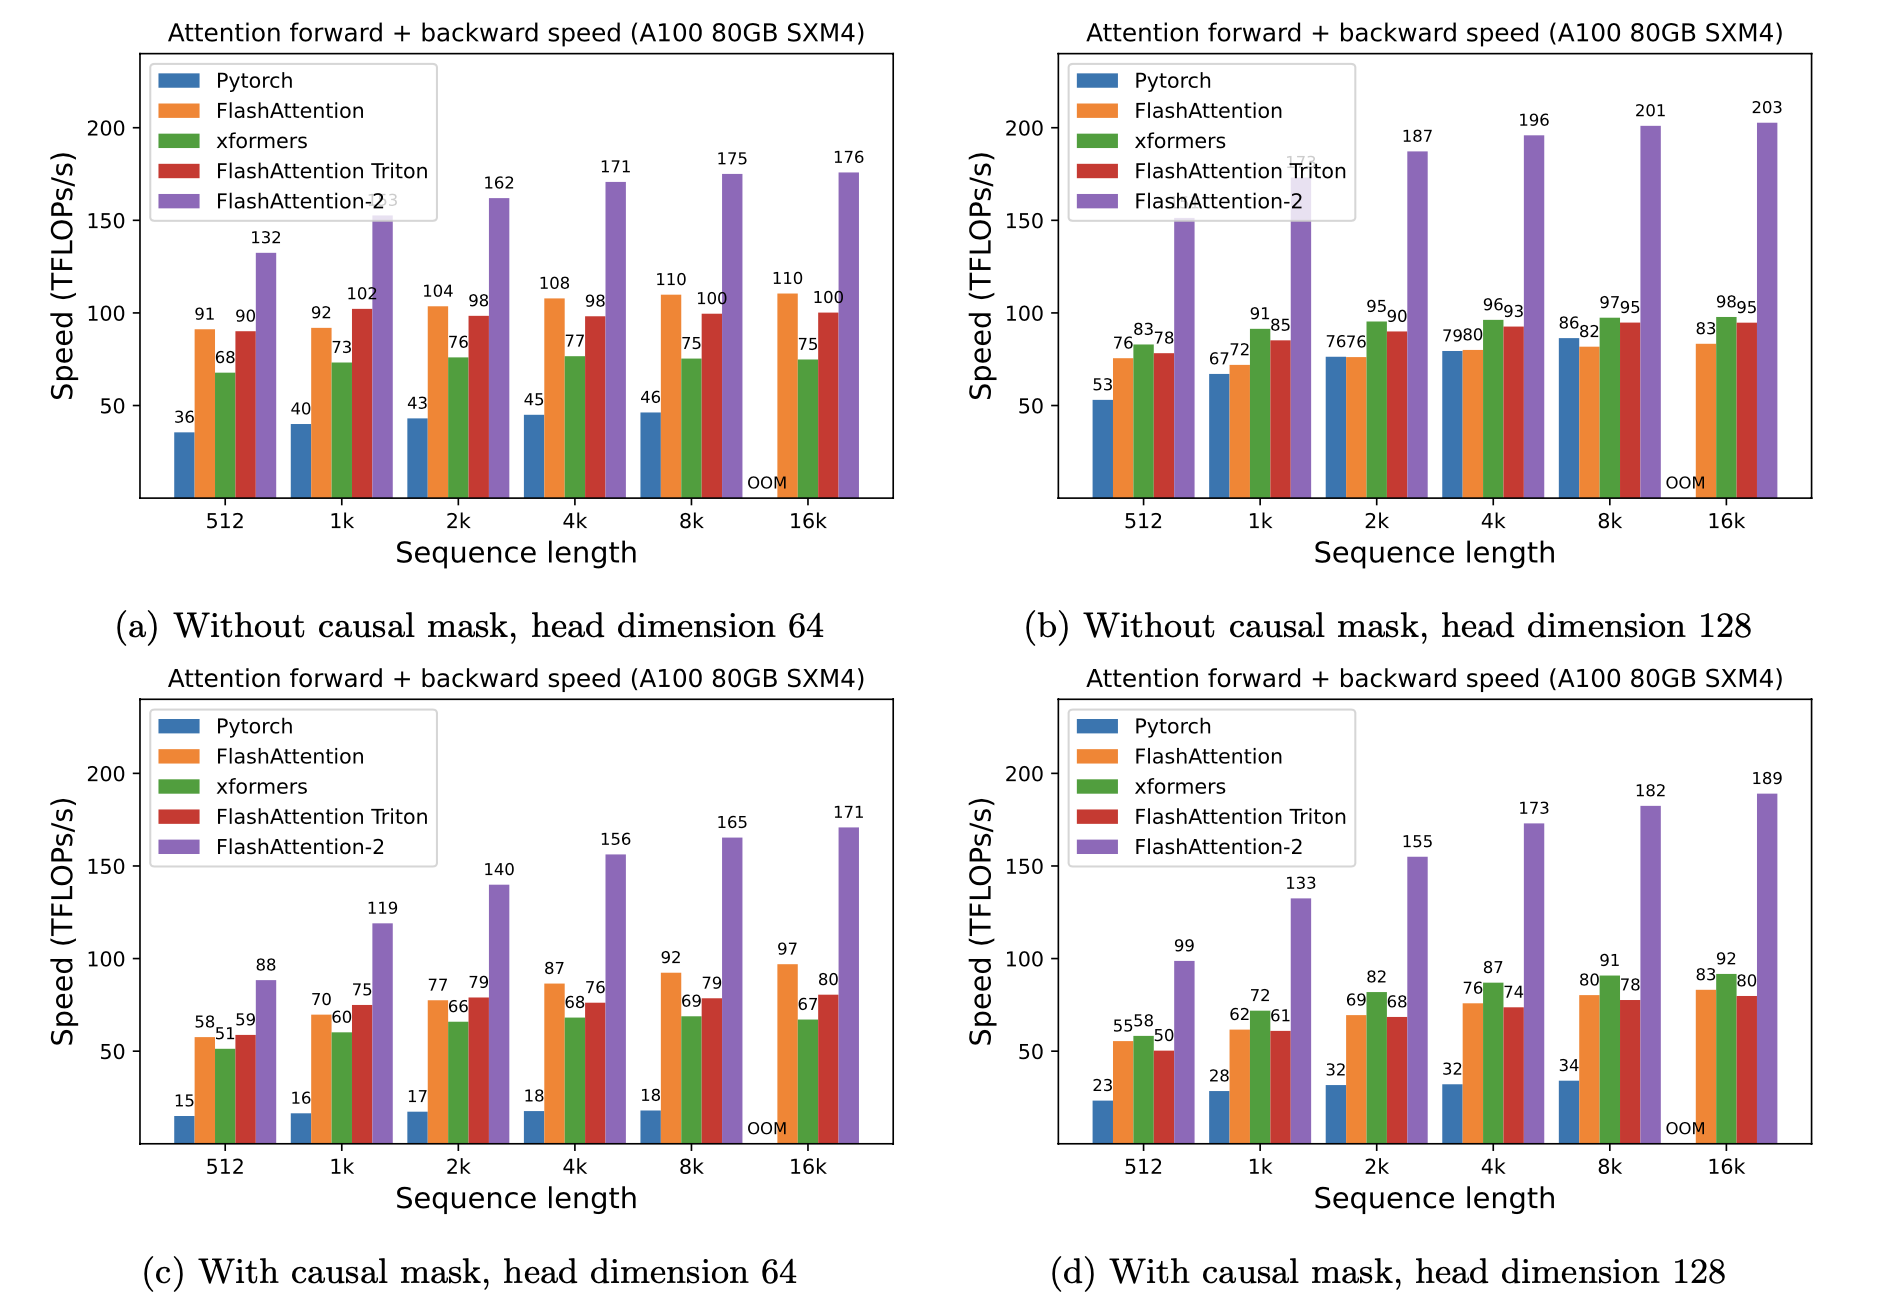 Attention forward + backward speed (A100 80GB SXM4)
Pytorch
FlashAttention
xformers
FlashAttention Triton
FlashAttention-2
Speed (TFLOPs/s)
200
150
100
50
36 91 68 90 132
40 92 73 102 153
43 104 76 98 162
45 108 77 98 171
46 110 75 100 175
OOM 110 75 100 176
512 1k 2k 4k 8k 16k
Sequence length
(a) Without causal mask, head dimension 64
Attention forward + backward speed (A100 80GB SXM4)
Pytorch
FlashAttention
xformers
FlashAttention Triton
FlashAttention-2
Speed (TFLOPs/s)
200
150
100
50
53 76 83 78
67 72 91 85 173
76 76 95 90 187
79 80 96 93 196
86 82 97 95 201
OOM 83 98 95 203
512 1k 2k 4k 8k 16k
Sequence length
(b) Without causal mask, head dimension 128
Attention forward + backward speed (A100 80GB SXM4)
Pytorch
FlashAttention
xformers
FlashAttention Triton
FlashAttention-2
Speed (TFLOPs/s)
200
150
100
50
15 58 51 59 88
16 70 60 75 119
17 77 66 79 140
18 87 68 76 156
18 92 69 79 165
OOM 97 67 80 171
512 1k 2k 4k 8k 16k
Sequence length
(c) With causal mask, head dimension 64
Attention forward + backward speed (A100 80GB SXM4)
Pytorch
FlashAttention
xformers
FlashAttention Triton
FlashAttention-2
Speed (TFLOPs/s)
200
150
100
50
23 55 58 50 99
28 62 72 61 133
32 69 82 68 155
32 76 87 74 173
34 80 91 78 182
OOM 83 92 80 189
512 1k 2k 4k 8k 16k
Sequence length
(d) With causal mask, head dimension 128